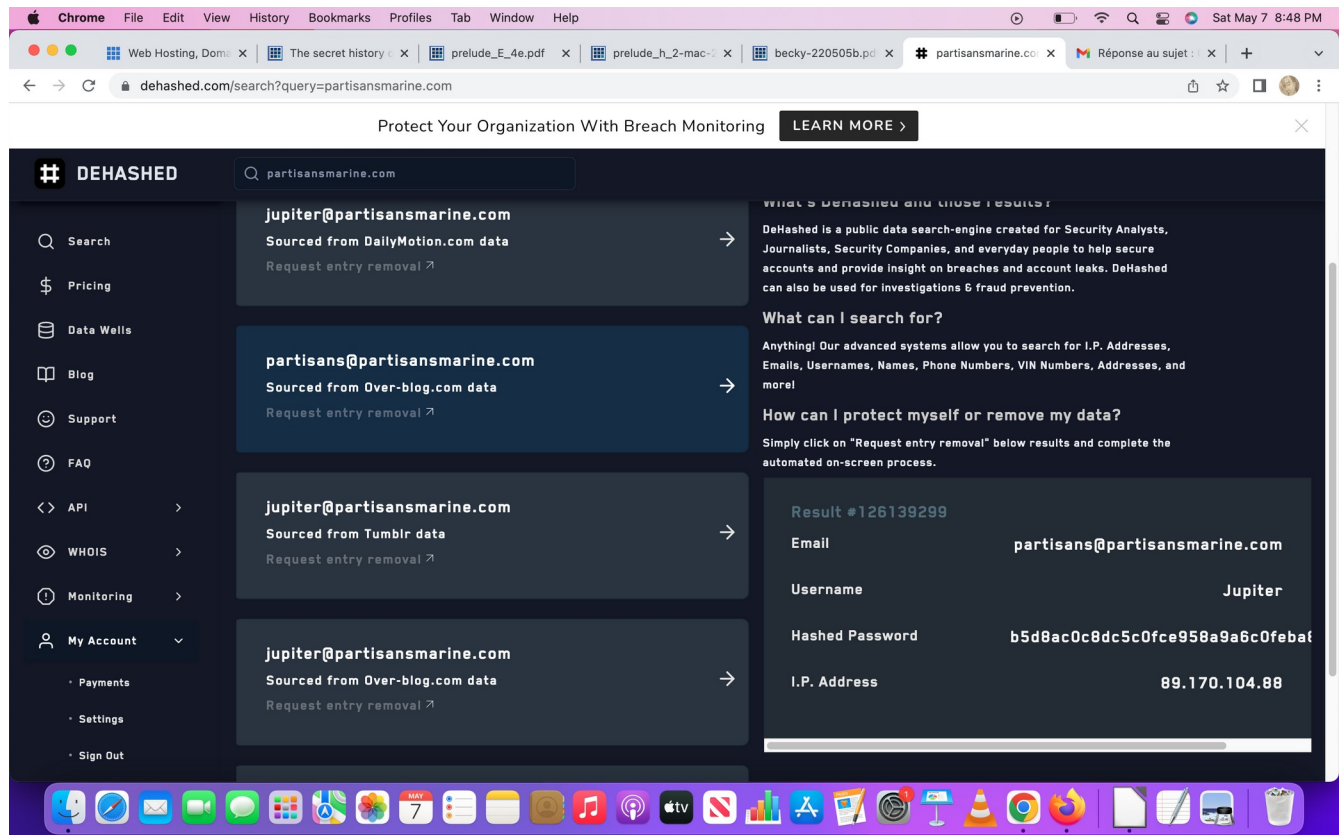 Chrome File Edit View History Bookmarks Profiles Tab Window Help Sat May 7 8:48 PM
Web Hosting, Doma The secret history prelude_E_4e.pdf prelude_h_2-mac-2 becky-220505b.pd partisansmarine.co Réponse au sujet :
dehashed.com/search?query=partisansmarine.com
Protect Your Organization With Breach Monitoring LEARN MORE >
DEHASHED
partisansmarine.com
Search
Pricing
Data Wells
Blog
Support
FAQ
API
WHOIS
Monitoring
My Account
• Payments
• Settings
• Sign Out
jupiter@partisansmarine.com
Sourced from DailyMotion.com data
Request entry removal
partisans@partisansmarine.com
Sourced from Over-blog.com data
Request entry removal
jupiter@partisansmarine.com
Sourced from Tumblr data
Request entry removal
jupiter@partisansmarine.com
Sourced from Over-blog.com data
Request entry removal
What's DeHashed and those results?
DeHashed is a public data search-engine created for Security Analysts,
Journalists, Security Companies, and everyday people to help secure
accounts and provide insight on breaches and account leaks. DeHashed
can also be used for investigations & fraud prevention.
What can I search for?
Anything! Our advanced systems allow you to search for I.P. Addresses,
Emails, Usernames, Names, Phone Numbers, VIN Numbers, Addresses, and
more!
How can I protect myself or remove my data?
Simply click on "Request entry removal" below results and complete the
automated on-screen process.
Result #126139299
Email partisans@partisansmarine.com
Username Jupiter
Hashed Password b5d8ac0c8dc5c0fce958a9a6c0feba
I.P. Address 89.170.104.88
MAY
7
tv